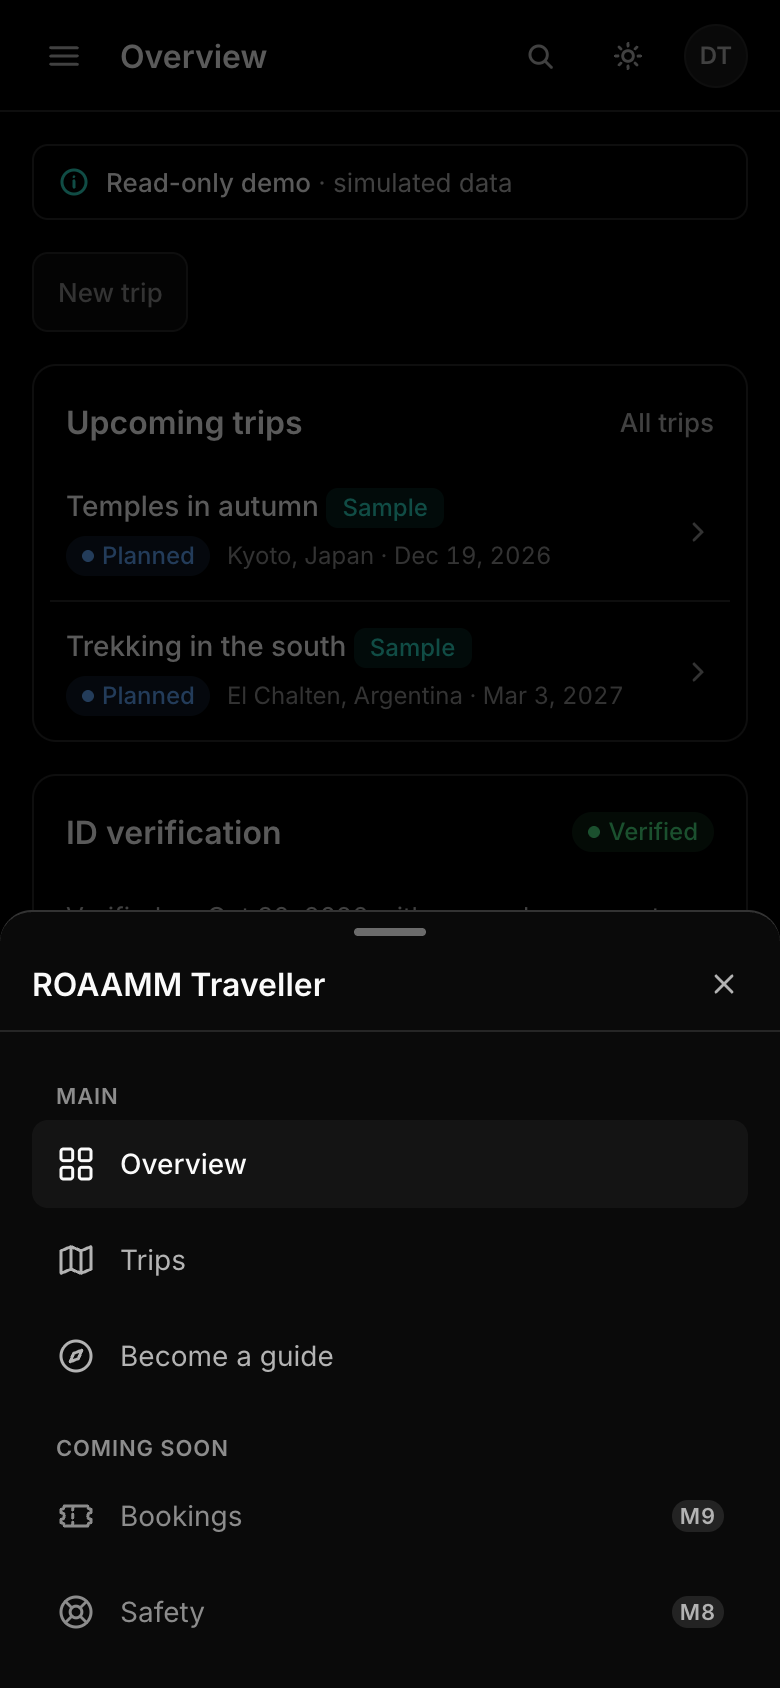 Overview
DT
Read-only demo · simulated data
New trip
Upcoming trips
All trips
Temples in autumn Sample
Planned Kyoto, Japan · Dec 19, 2026
Trekking in the south Sample
Planned El Chalten, Argentina · Mar 3, 2027
ID verification
Verified
ROAAMM Traveller
MAIN
Overview
Trips
Become a guide
COMING SOON
Bookings M9
Safety M8